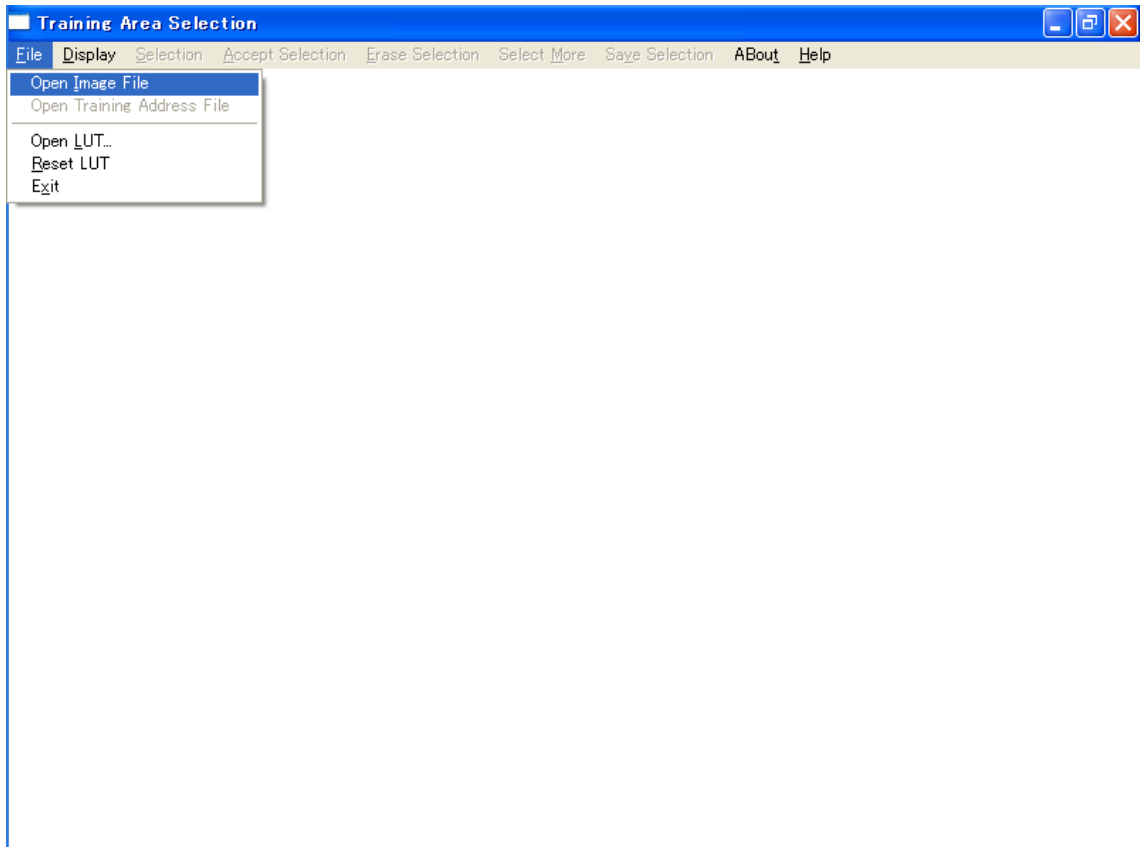 Training Area Selection
File Display Selection Accept Selection Erase Selection Select More Save Selection ABout Help
Open Image File
Open Training Address File
Open LUT...
Reset LUT
Exit